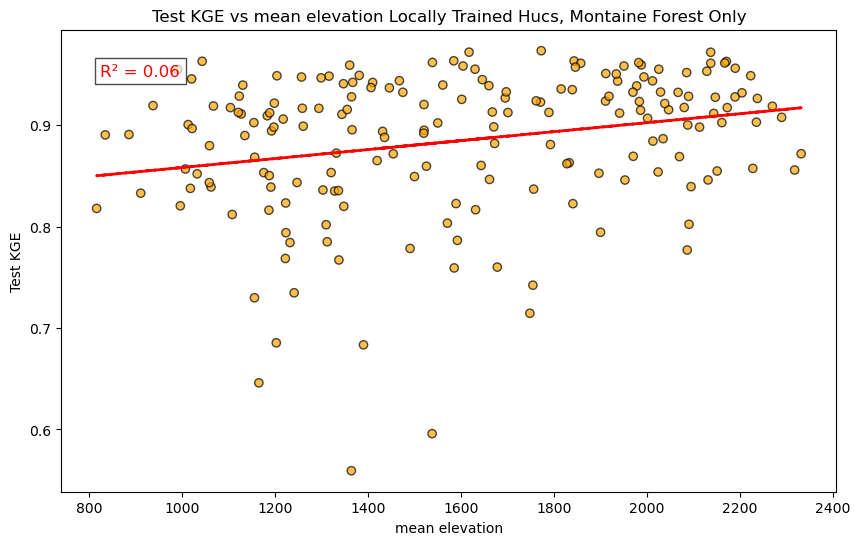 Test KGE vs mean elevation Locally Trained Hucs, Montaine Forest Only
R² = 0.06
0.9
0.8
0.7
0.6
Test KGE
800 1000 1200 1400 1600 1800 2000 2200 2400
mean elevation